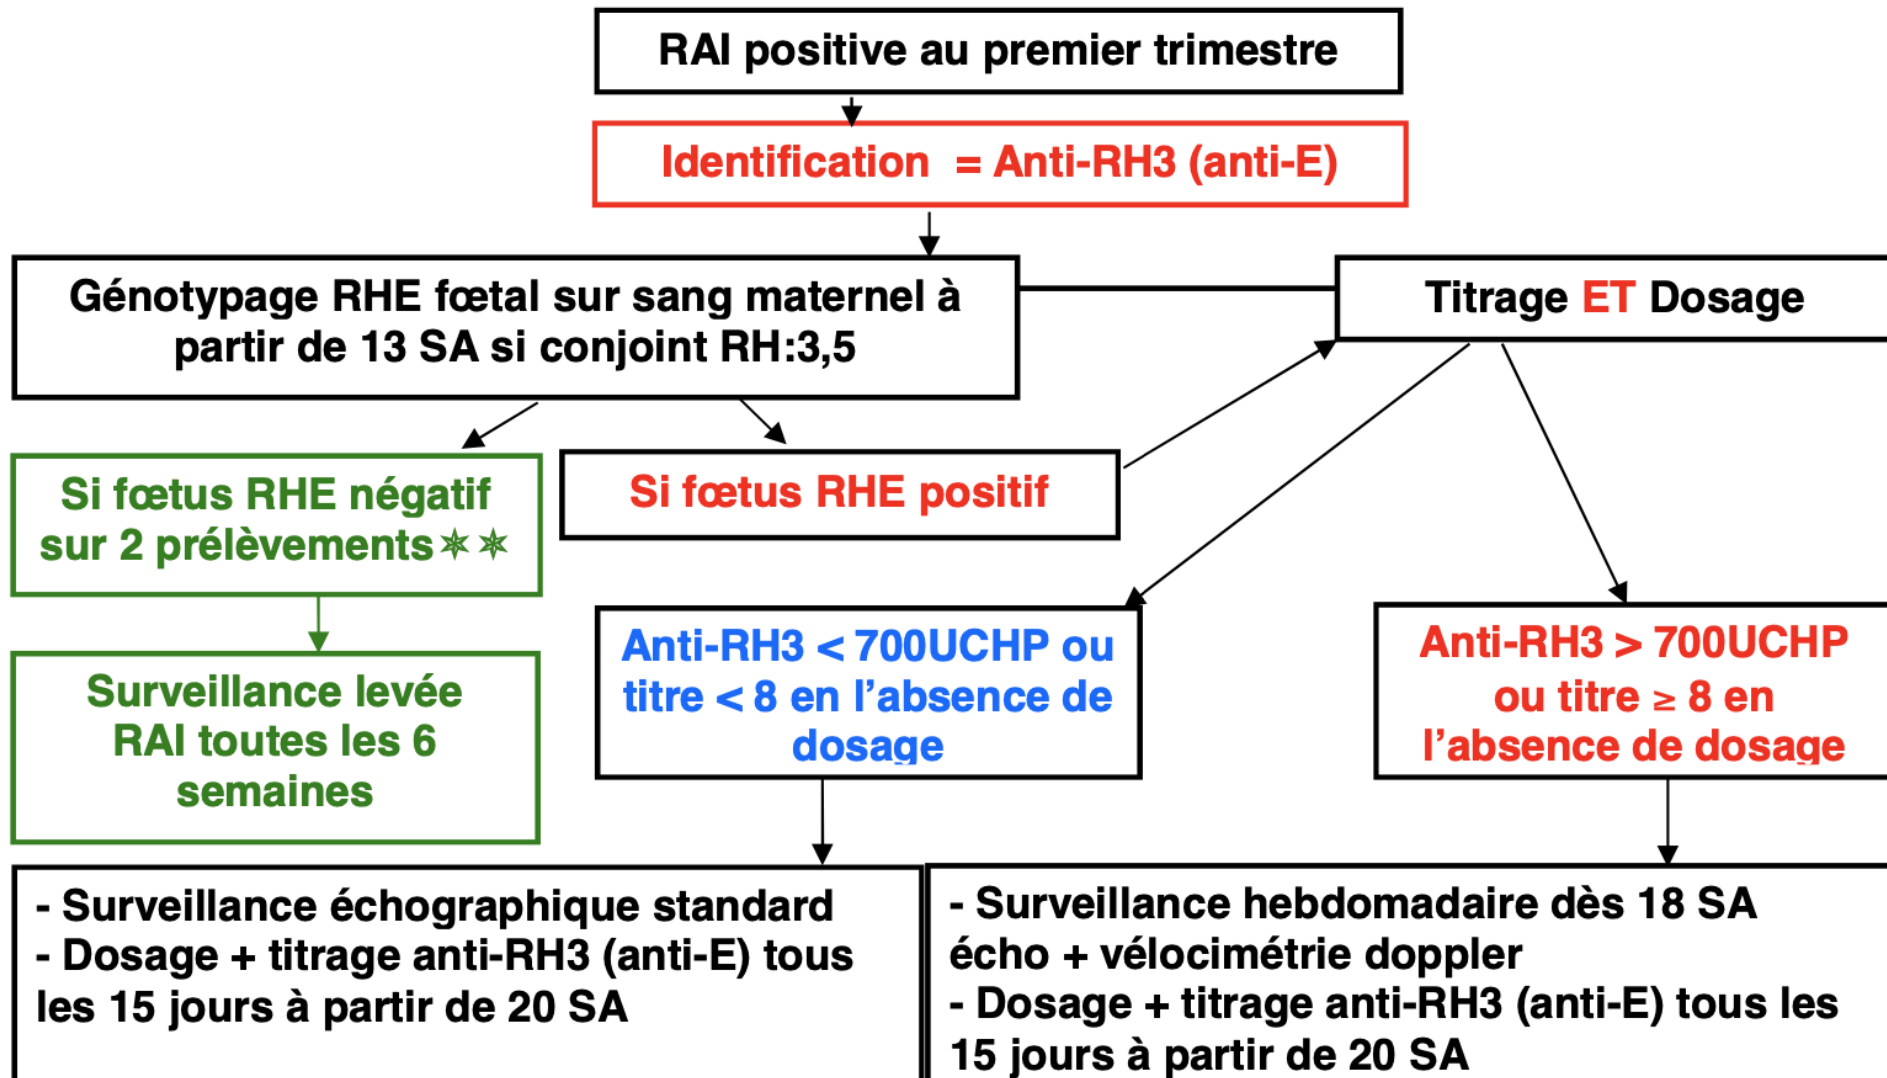 RAI positive au premier trimestre
Identification = Anti-RH3 (anti-E)
Génotypage RHE fœtal sur sang maternel à
partir de 13 SA si conjoint RH:3,5
Titrage ET Dosage
Si fœtus RHE négatif
sur 2 prélèvements✶✶
Si fœtus RHE positif
Surveillance levée
RAI toutes les 6
semaines
Anti-RH3 < 700UCHP ou
titre < 8 en l’absence de
dosage
Anti-RH3 > 700UCHP
ou titre ≥ 8 en
l’absence de dosage
- Surveillance échographique standard
- Dosage + titrage anti-RH3 (anti-E) tous
les 15 jours à partir de 20 SA
- Surveillance hebdomadaire dès 18 SA
écho + vélocimétrie doppler
- Dosage + titrage anti-RH3 (anti-E) tous les
15 jours à partir de 20 SA